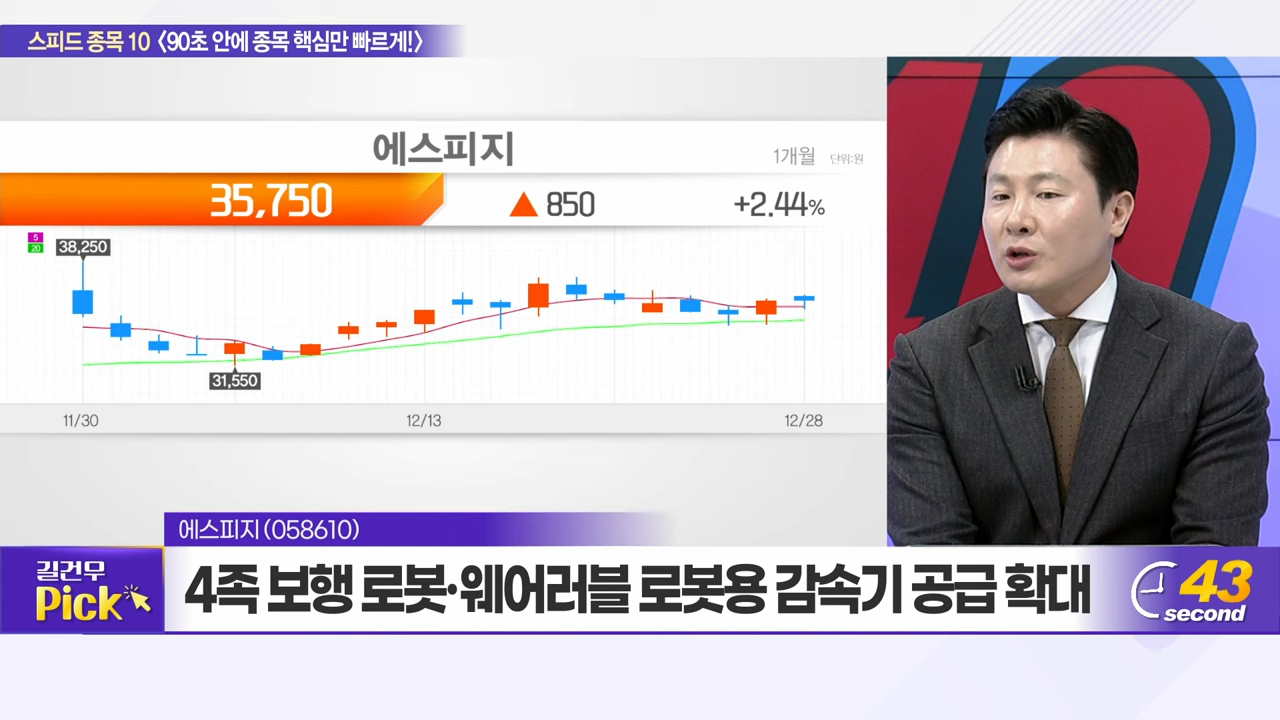 스피드 종목 10 〈90초 안에 종목 핵심만 빠르게!〉
에스피지
1개월 단위:원
35,750 ▲ 850 +2.44%
5
20
38,250
31,550
11/30 12/13 12/28
에스피지(058610)
길건무
Pick
4족 보행 로봇·웨어러블 로봇용 감속기 공급 확대
43
second